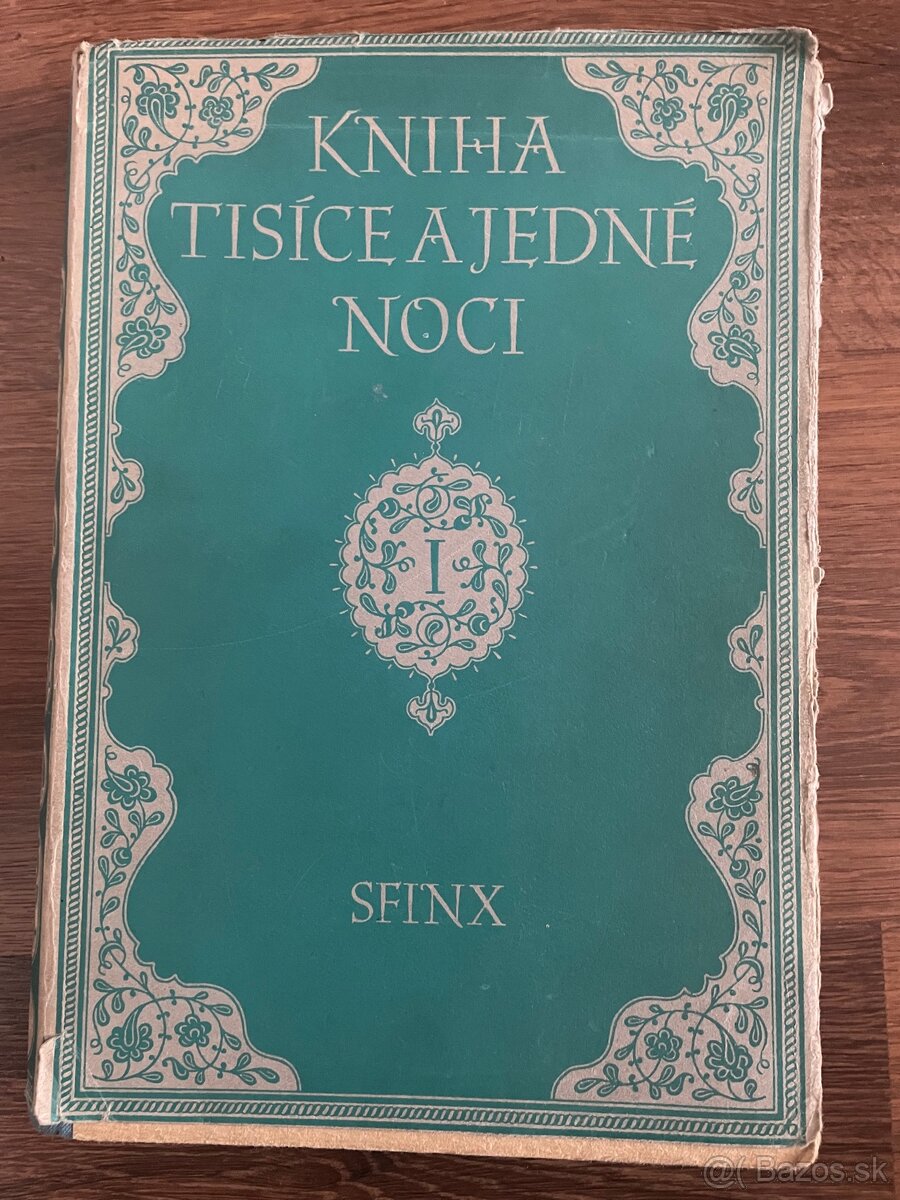 KNIHA
TISÍCE A JEDNÉ
NOCI
I
SFINX
Bazos.sk